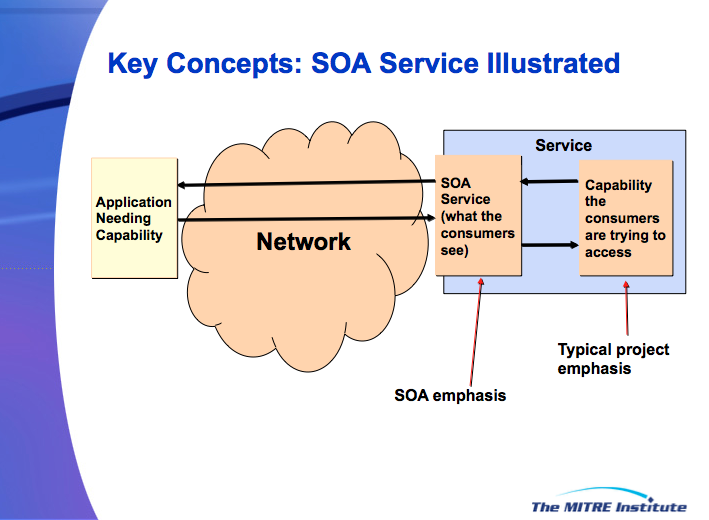 Key Concepts: SOA Service Illustrated
Service
Application
Needing
Capability
Network
SOA
Service
(what the
consumers
see)
Capability
the
consumers
are trying to
access
Typical project
emphasis
SOA emphasis
The MITRE Institute